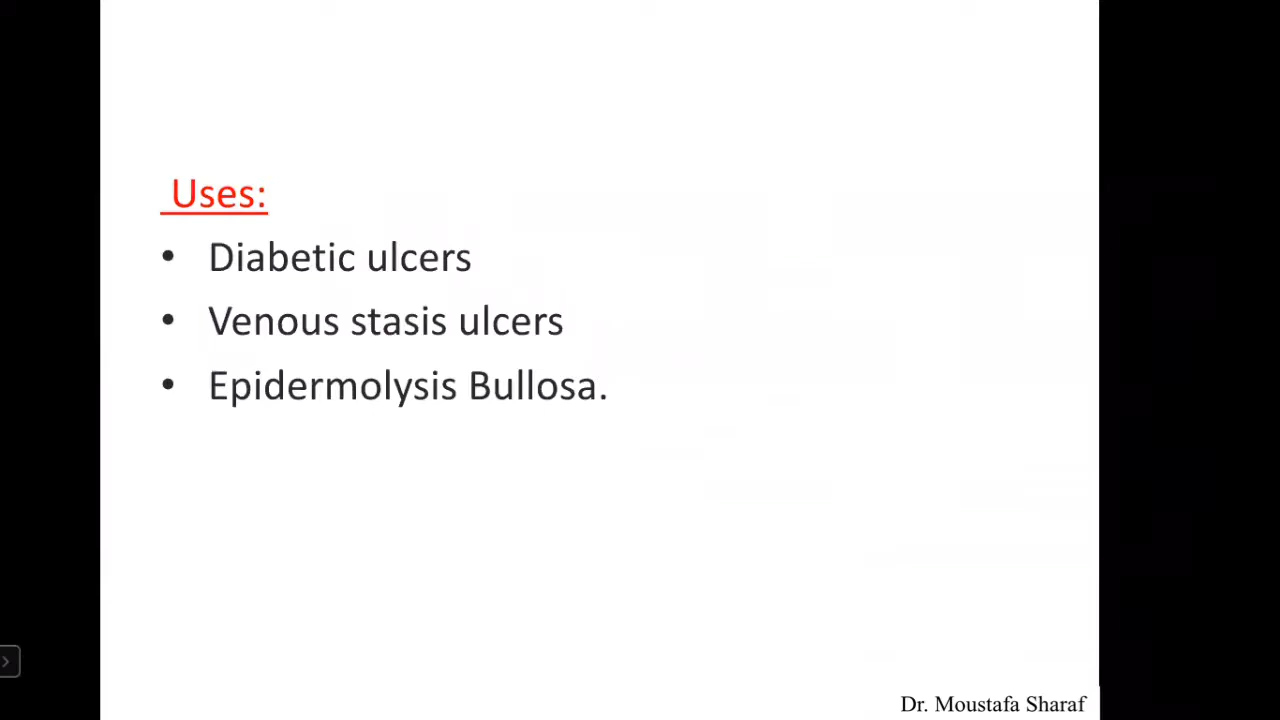 Uses:
• Diabetic ulcers
• Venous stasis ulcers
• Epidermolysis Bullosa.
Dr. Moustafa Sharaf